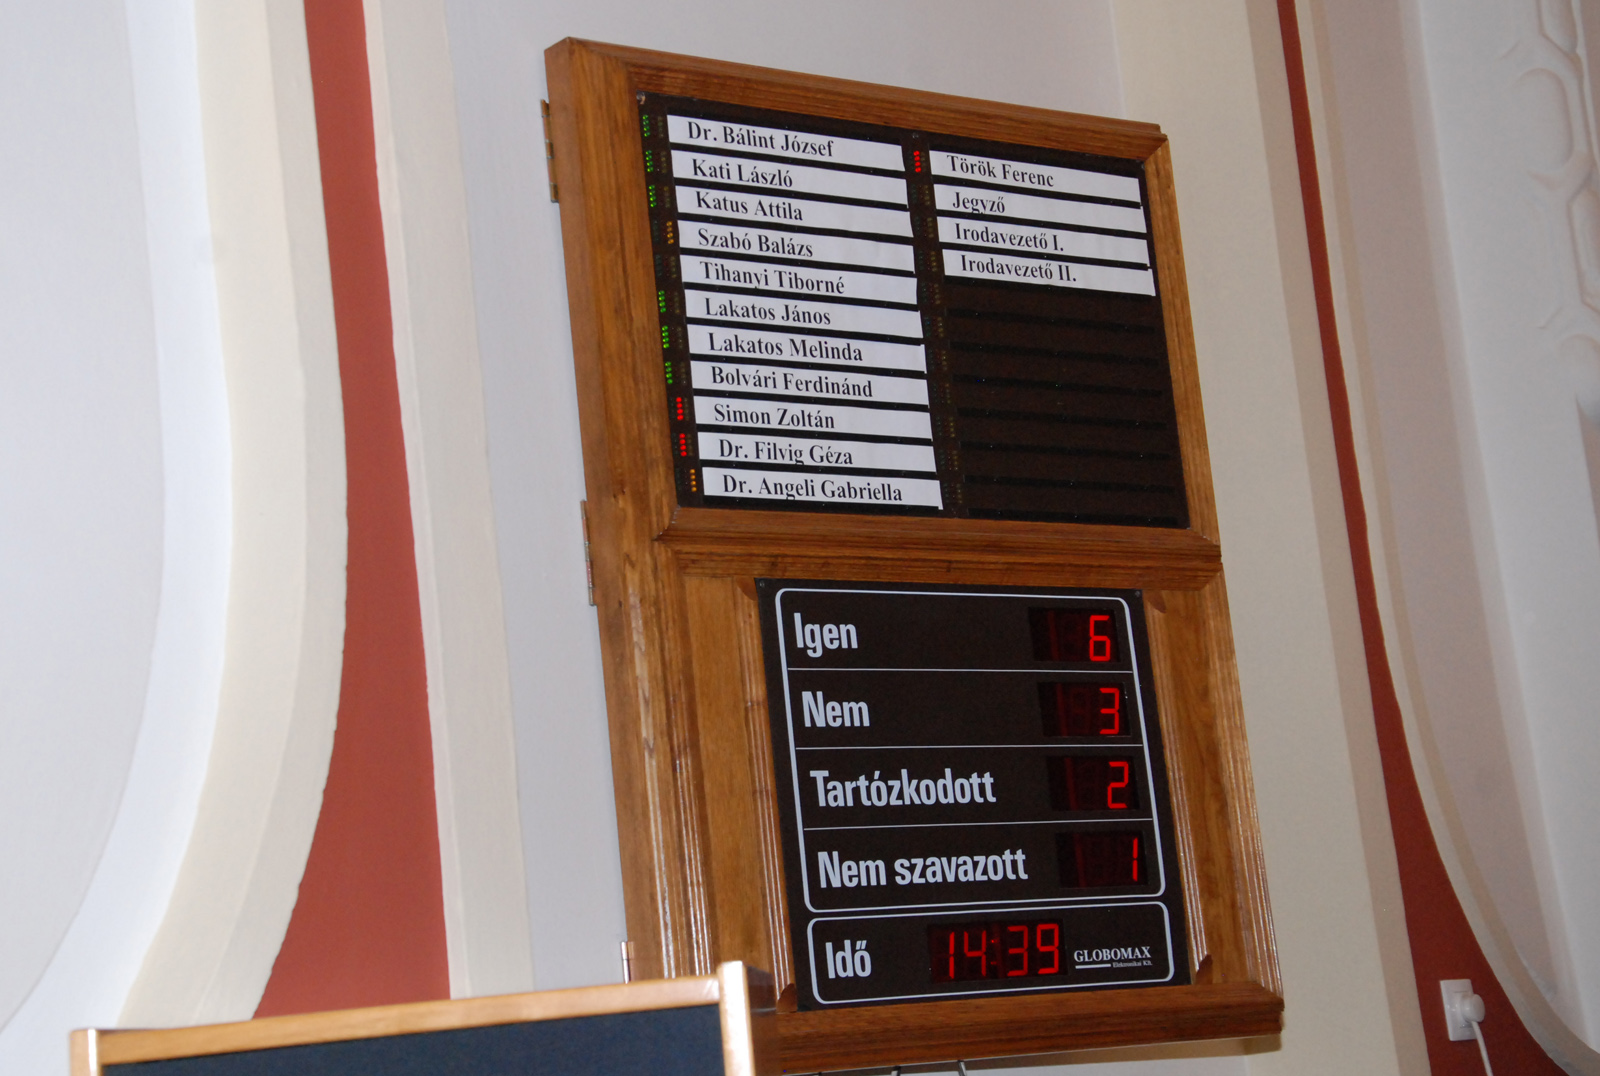 Dr. Bálint József
Kati László
Katus Attila
Szabó Balázs
Tihanyi Tiborné
Lakatos János
Lakatos Melinda
Bolvári Ferdinánd
Simon Zoltán
Dr. Filvig Géza
Dr. Angeli Gabriella
Török Ferenc
Jegyző
Irodavezető I.
Irodavezető II.
Igen 6
Nem 3
Tartózkodott 2
Nem szavazott 1
Idő 14:39
GLOBOMAX
Elektronikai Kft.